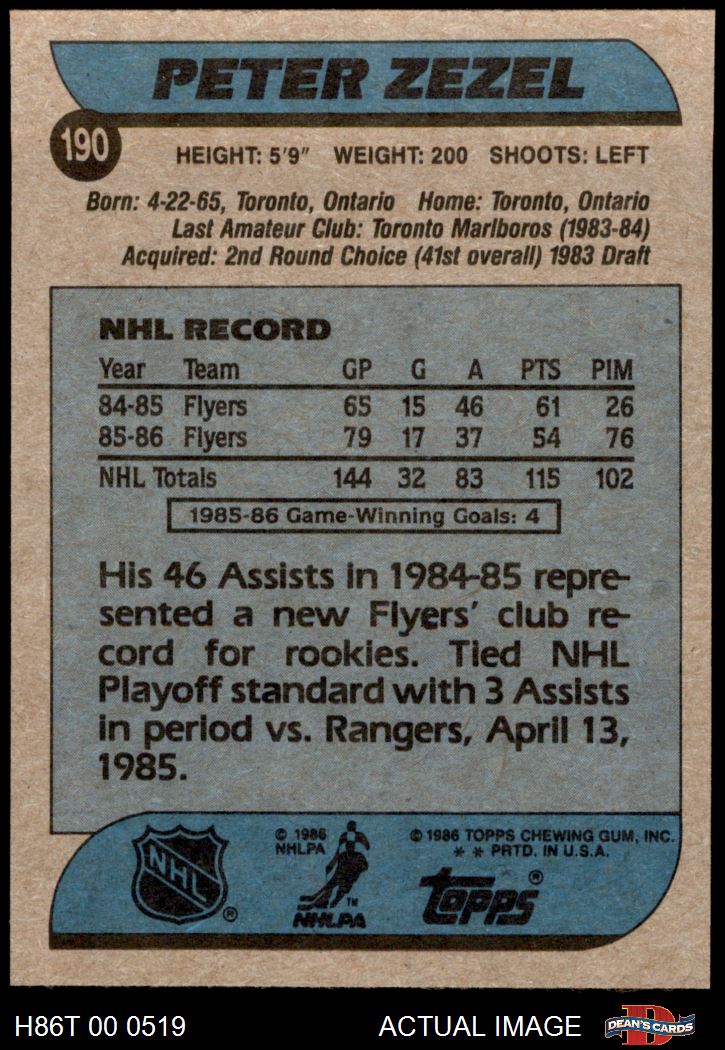 PETER ZEZEL
190
HEIGHT: 5'9" WEIGHT: 200 SHOOTS: LEFT
Born: 4-22-65, Toronto, Ontario Home: Toronto, Ontario
Last Amateur Club: Toronto Marlboros (1983-84)
Acquired: 2nd Round Choice (41st overall) 1983 Draft
NHL RECORD
Year Team GP G A PTS PIM
84-85 Flyers 65 15 46 61 26
85-86 Flyers 79 17 37 54 76
NHL Totals 144 32 83 115 102
1985-86 Game-Winning Goals: 4
His 46 Assists in 1984-85 repre-
sented a new Flyers' club re-
cord for rookies. Tied NHL
Playoff standard with 3 Assists
in period vs. Rangers, April 13,
1985.
© 1986
NHLPA
© 1986 TOPPS CHEWING GUM, INC.
* * PRTD. IN U.S.A.
NHL ®
NHLPA ™
Topps ®
H86T 00 0519 ACTUAL IMAGE
D
DEAN'S CARDS